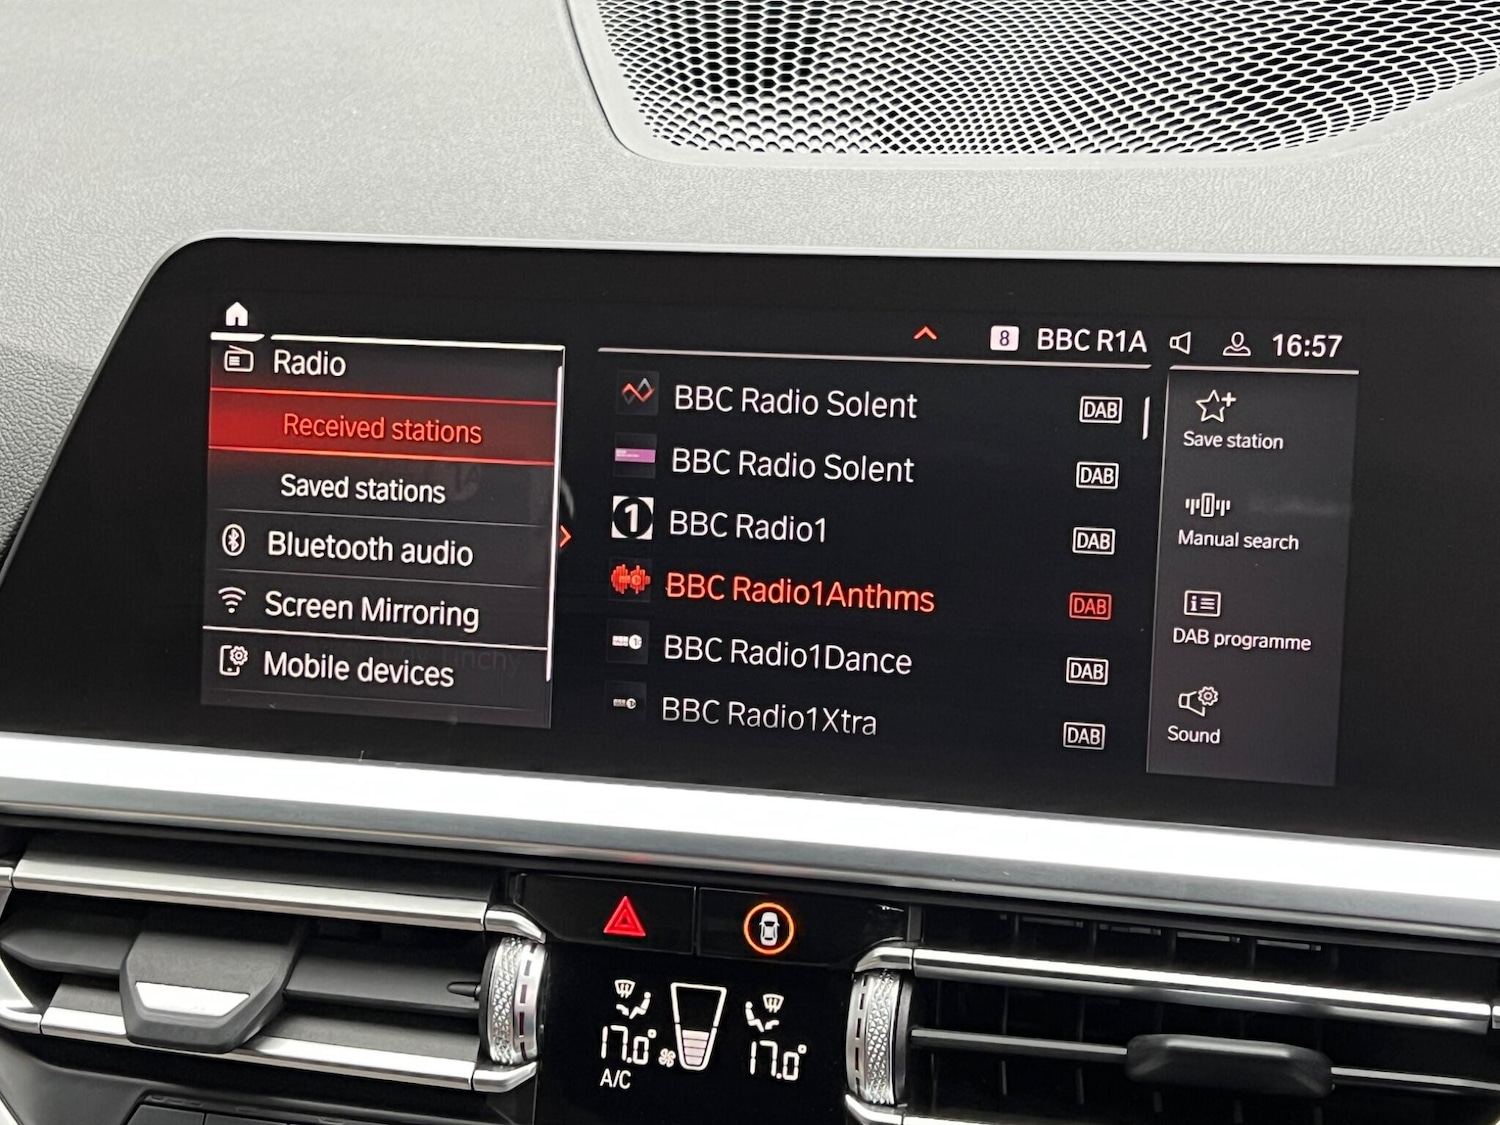 8 BBC R1A 16:57
Radio
Received stations
Saved stations
Bluetooth audio
Screen Mirroring
Mobile devices
BBC Radio Solent DAB
BBC Radio Solent DAB
1 BBC Radio1 DAB
BBC Radio1Anthms DAB
BBC Radio1Dance DAB
BBC Radio1Xtra DAB
Save station
Manual search
DAB programme
Sound
17.0° 17.0°
A/C